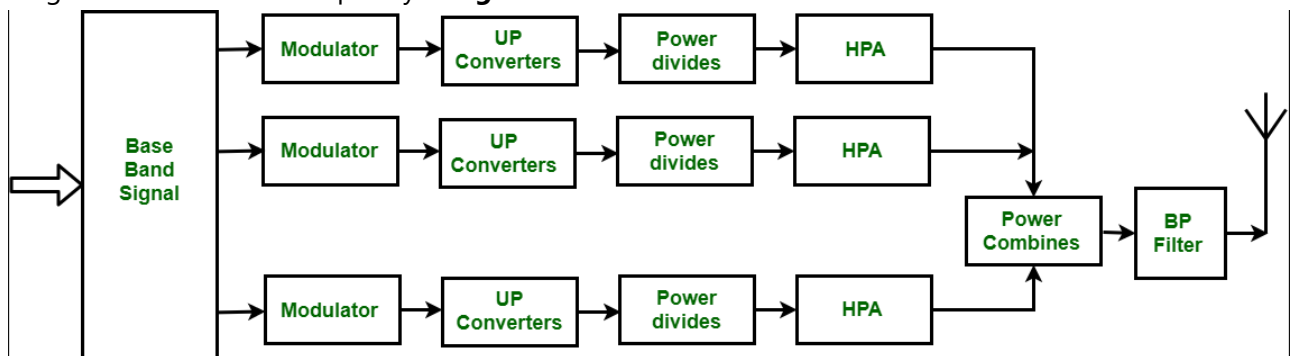 Modulator
UP
Converters
Power
divides
HPA
Base
Band
Signal
Modulator
UP
Converters
Power
divides
HPA
Power
Combines
BP
Filter
Modulator
UP
Converters
Power
divides
HPA